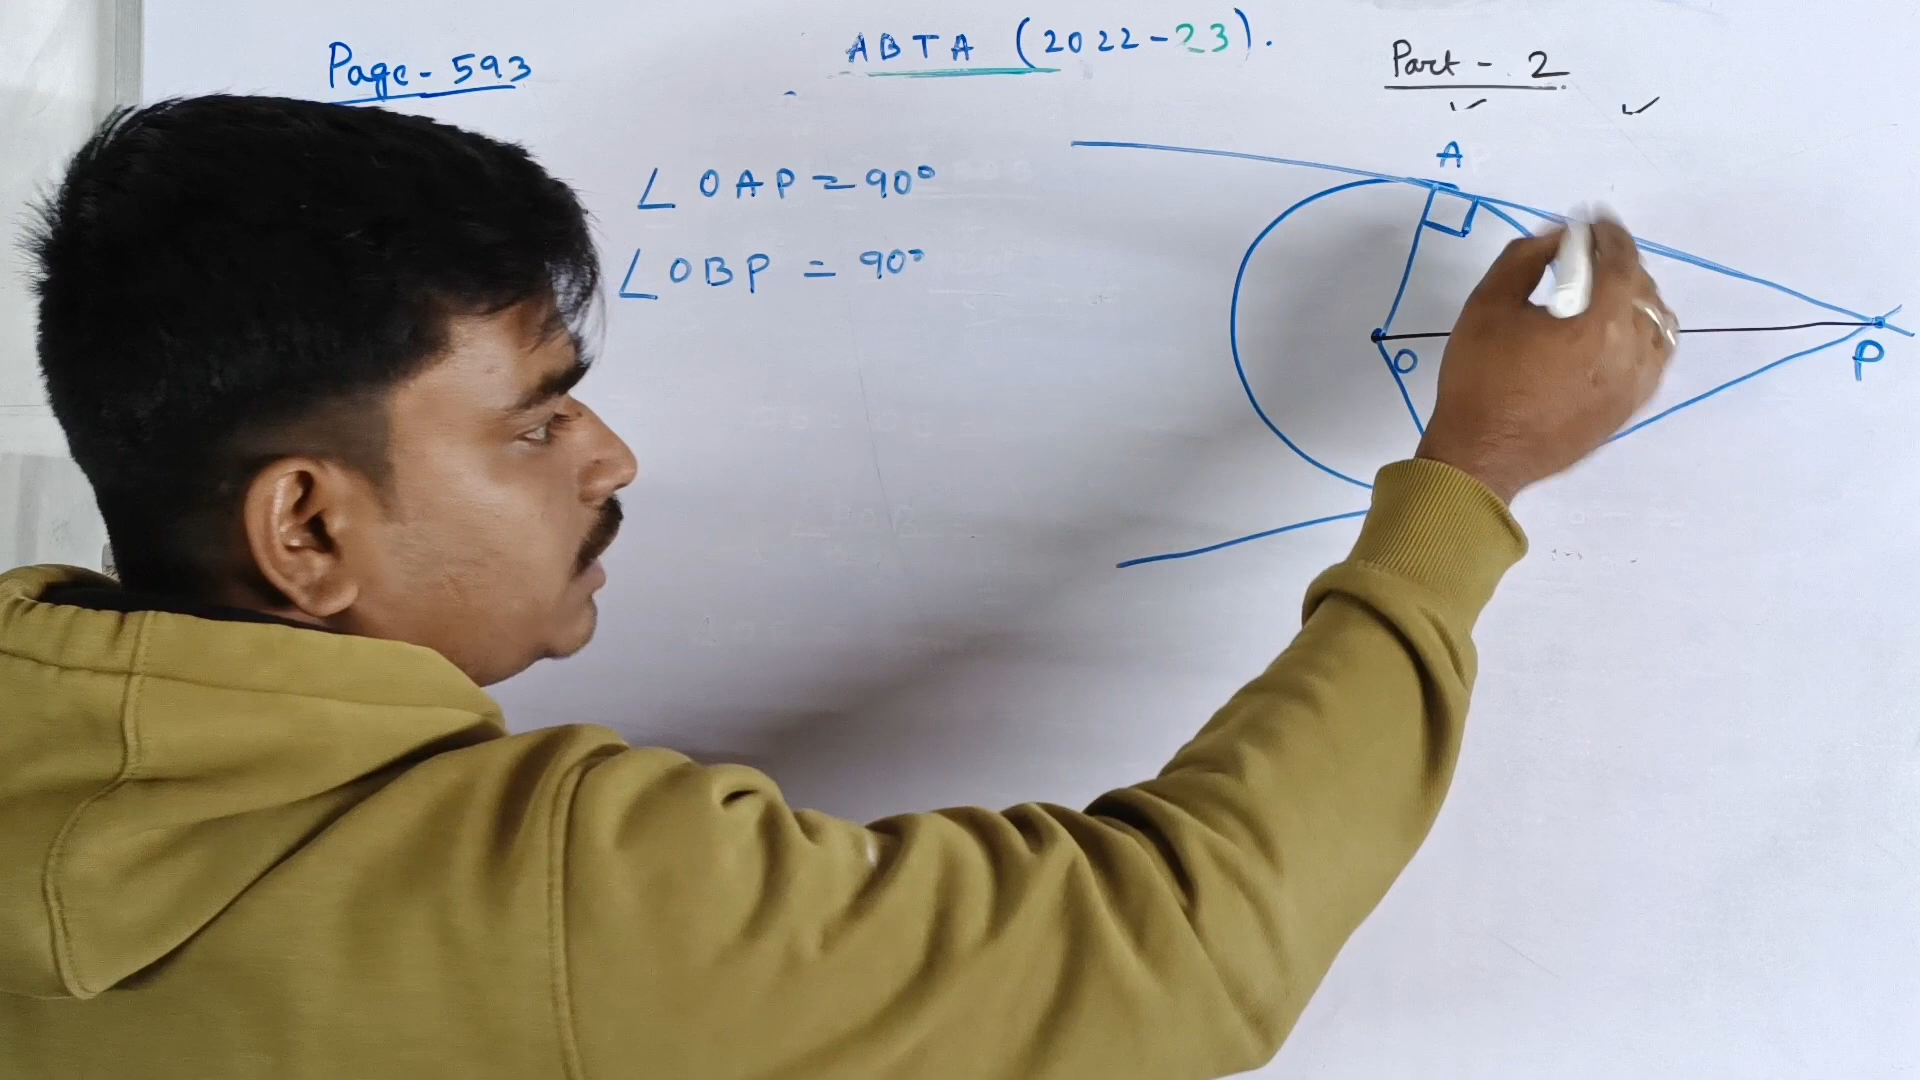 Page - 593
ABTA (2022-23).
Part - 2
∠OAP = 90°
∠OBP = 90°
A
O
P